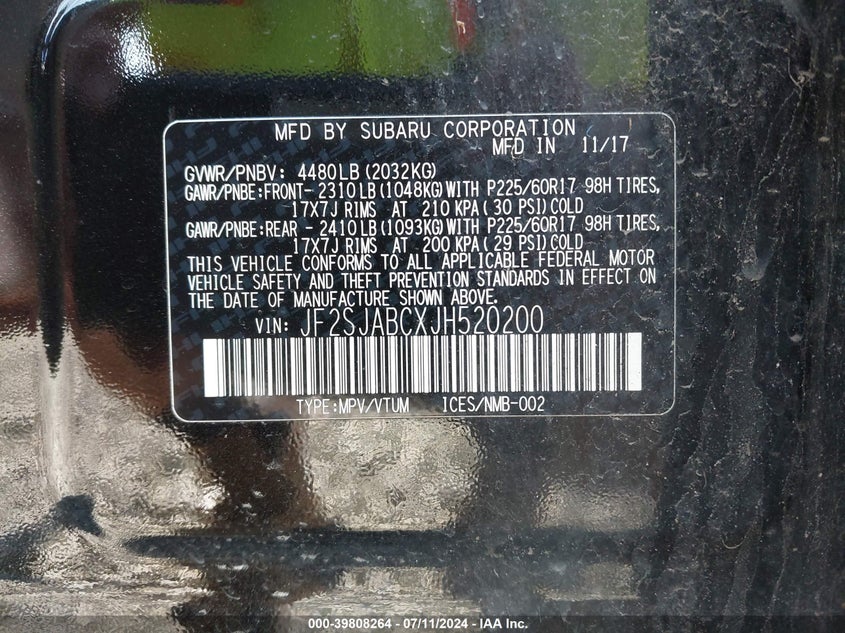 MFD BY SUBARU CORPORATION
MFD IN 11/17
GVWR/PNBV: 4480LB (2032KG)
GAWR/PNBE:FRONT- 2310 LB (1048KG) WITH P225/60R17 98H TIRES,
17X7J RIMS AT 210 KPA ( 30 PSI) COLD
GAWR/PNBE:REAR - 2410 LB (1093KG) WITH P225/60R17 98H TIRES,
17X7J RIMS AT 200 KPA ( 29 PSI) COLD
THIS VEHICLE CONFORMS TO ALL APPLICABLE FEDERAL MOTOR
VEHICLE SAFETY AND THEFT PREVENTION STANDARDS IN EFFECT ON
THE DATE OF MANUFACTURE SHOWN ABOVE.
VIN: JF2SJABCXJH520200
TYPE:MPV/VTUM ICES/NMB-002
000-39808264 - 07/11/2024 - IAA Inc.